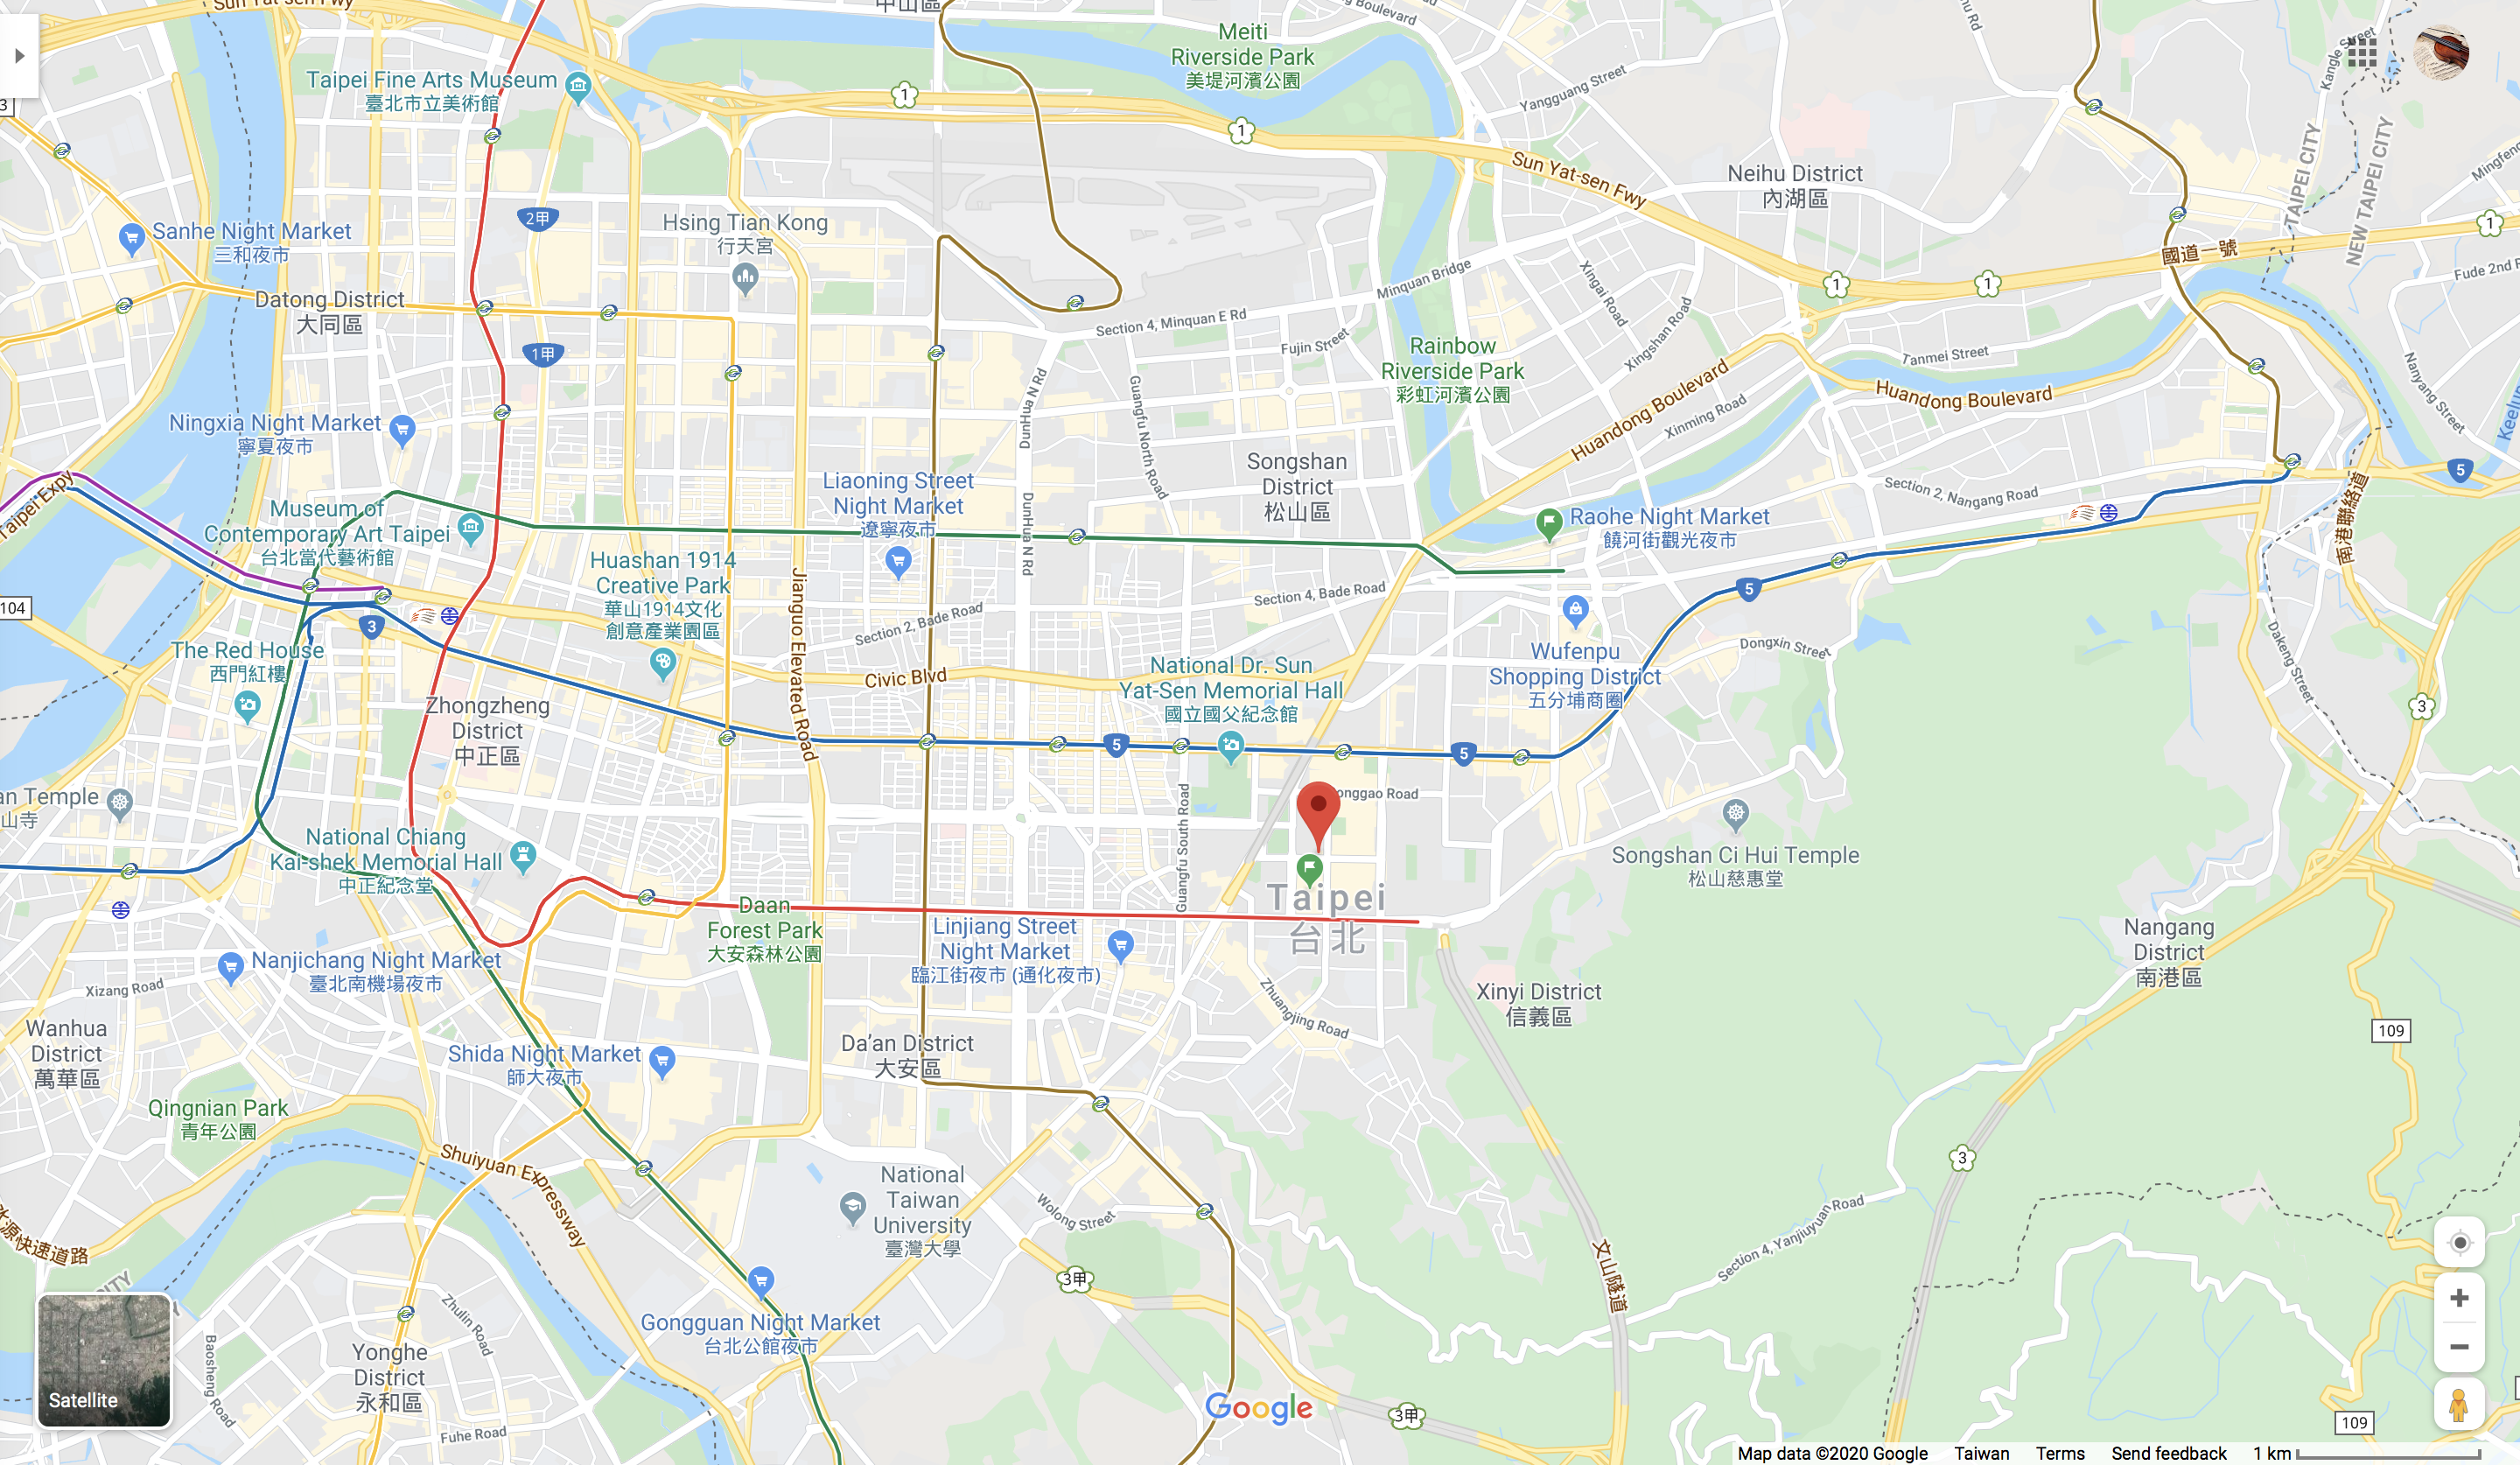 Sun Yat-sen Fwy
中山區
Boulevard
Meiti
Riverside Park
美堤河濱公園
Kangle Street
Taipei Fine Arts Museum
臺北市立美術館
1
1
Yangguang Street
3
Sun Yat-sen Fwy
Neihu District
內湖區
TAIPEI CITY
NEW TAIPEI CITY
Sanhe Night Market
三和夜市
2甲
Hsing Tian Kong
行天宮
1
國道一號
Minquan Bridge
Xingai Road
1
1
Datong District
大同區
Section 4, Minquan E Rd
Fujin Street
Xingshan Road
1甲
Rainbow
Riverside Park
彩虹河濱公園
Tanmei Street
Huandong Boulevard
Huandong Boulevard
Xinming Road
Nanyang Street
DunHua N Rd
Guangfu North Road
Ningxia Night Market
寧夏夜市
Taipei Expy
Liaoning Street
Night Market
遼寧夜市
DunHua N Rd
Songshan
District
松山區
Section 2, Nangang Road
5
Museum of
Contemporary Art Taipei
台北當代藝術館
Raohe Night Market
饒河街觀光夜市
南港聯絡道
Huashan 1914
Creative Park
華山1914文化
創意產業園區
Jianguo Elevated Road
Section 4, Bade Road
5
104
3
Section 2, Bade Road
The Red House
西門紅樓
Wufenpu
Shopping District
五分埔商圈
Dongxin Street
Dakeng Street
Civic Blvd
National Dr. Sun
Yat-Sen Memorial Hall
國立國父紀念館
Zhongzheng
District
中正區
3
5
5
Guangfu South Road
National Chiang
Kai-shek Memorial Hall
中正紀念堂
Songshan Ci Hui Temple
松山慈惠堂
Taipei
台北
Daan
Forest Park
大安森林公園
Linjiang Street
Night Market
臨江街夜市 (通化夜市)
Nangang
District
南港區
Nanjichang Night Market
臺北南機場夜市
Xizang Road
Xinyi District
信義區
Zhuangjing Road
Wanhua
District
萬華區
109
Shida Night Market
師大夜市
Da'an District
大安區
Qingnian Park
青年公園
Shuiyuan Expressway
3
National
Taiwan
University
臺灣大學
Wolong Street
Section 4, Yanjiuyuan Road
水源快速道路
文山隧道
3甲
Zhulin Road
Gongguan Night Market
台北公館夜市
Baosheng Road
Yonghe
District
永和區
Satellite
Fuhe Road
Google
3甲
109
Map data ©2020 Google
Taiwan
Terms
Send feedback
1 km